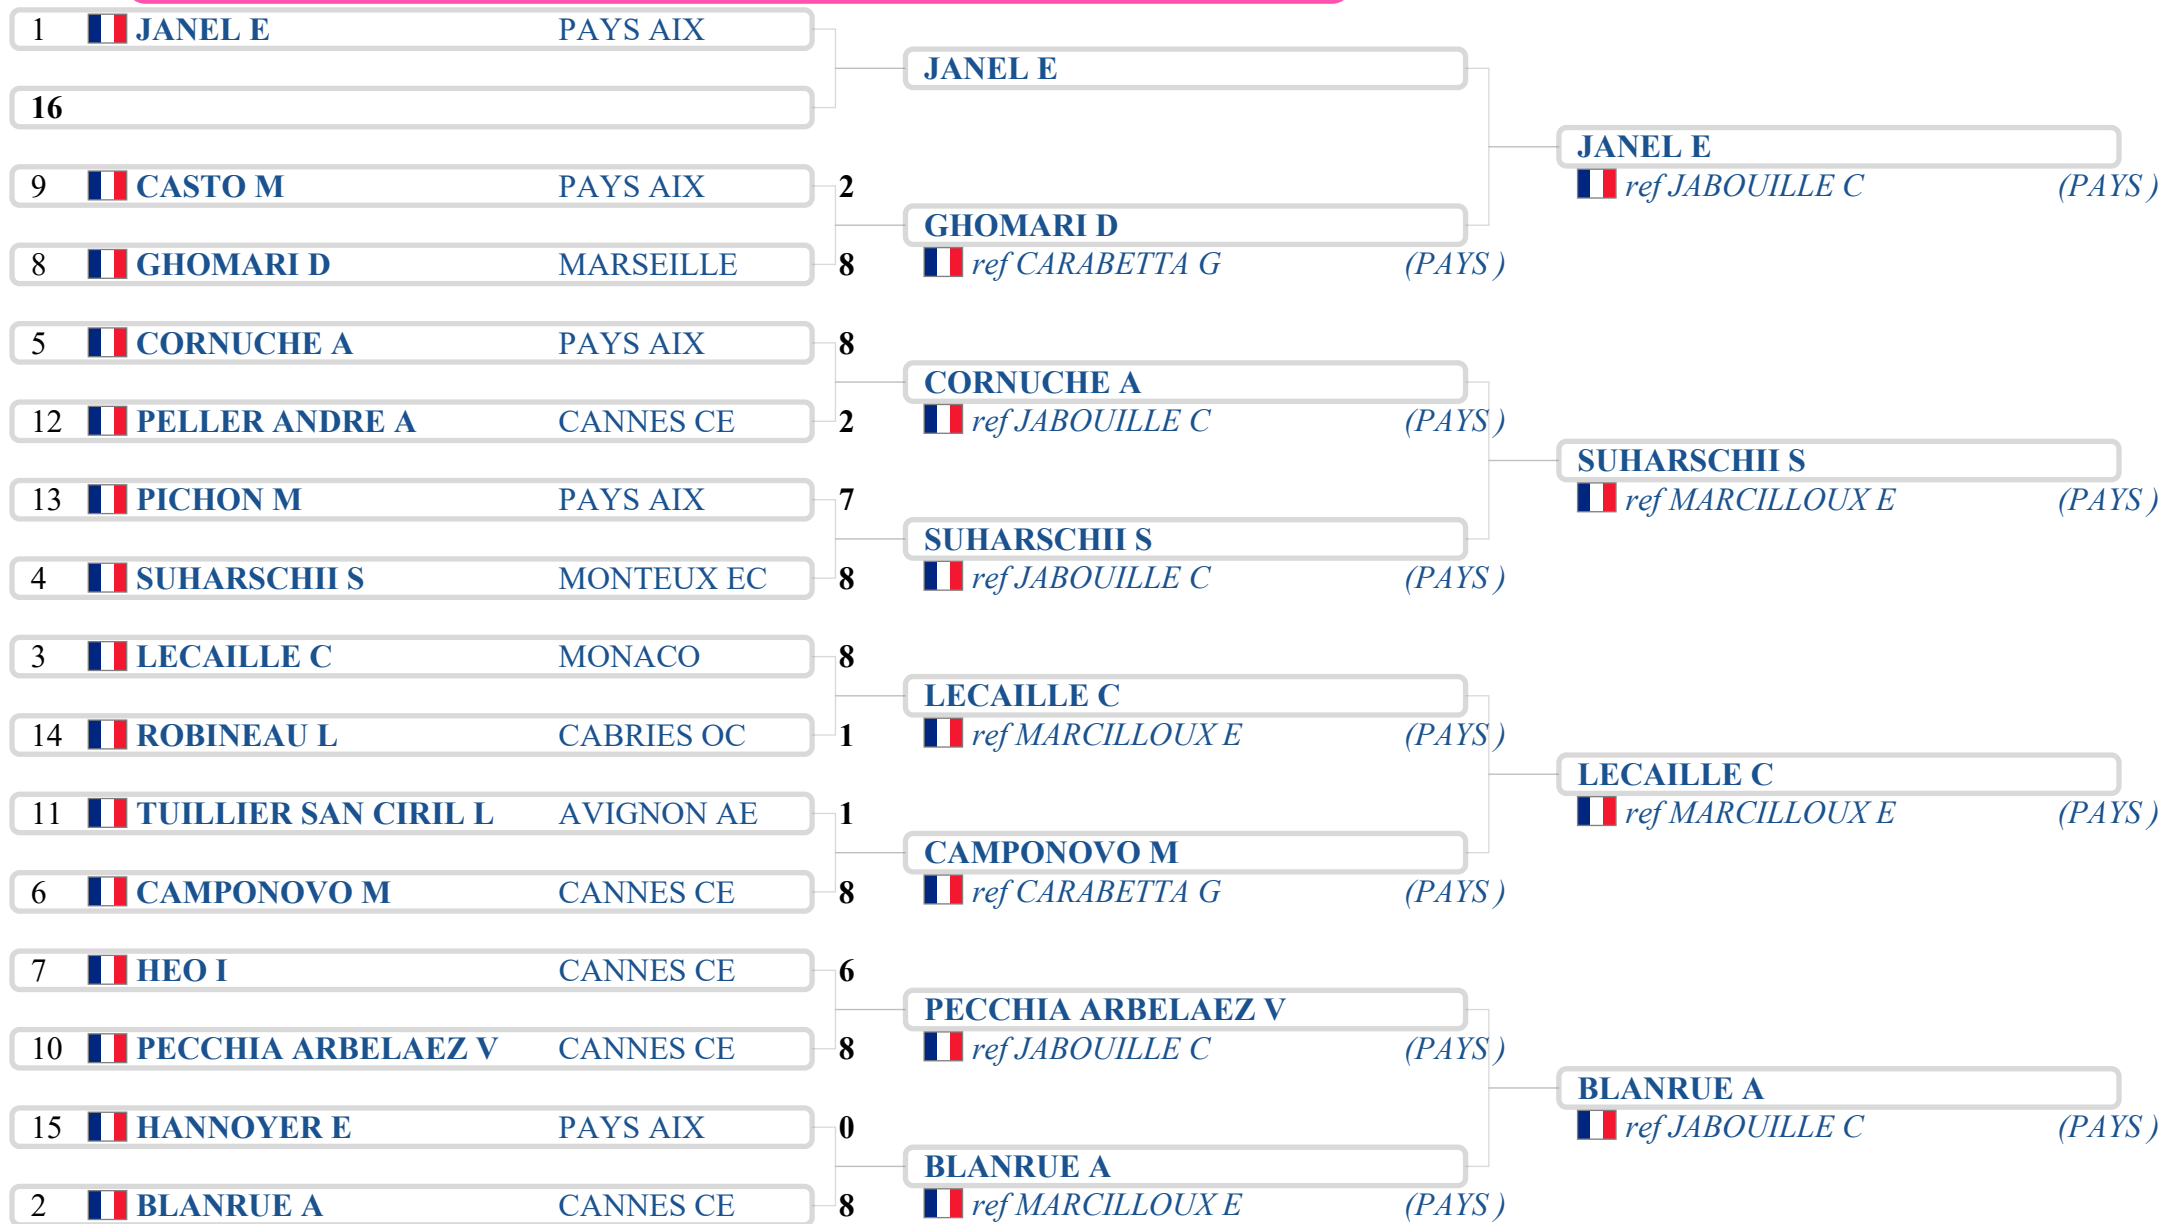 1 JANEL E PAYS AIX
JANEL E
16
JANEL E
9 CASTO M PAYS AIX 2
ref JABOUILLE C (PAYS )
GHOMARI D
8 GHOMARI D MARSEILLE 8
ref CARABETTA G (PAYS )
5 CORNUCHE A PAYS AIX 8
CORNUCHE A
12 PELLER ANDRE A CANNES CE 2
ref JABOUILLE C (PAYS )
SUHARSCHII S
13 PICHON M PAYS AIX 7
ref MARCILLOUX E (PAYS )
SUHARSCHII S
4 SUHARSCHII S MONTEUX EC 8
ref JABOUILLE C (PAYS )
3 LECAILLE C MONACO 8
LECAILLE C
14 ROBINEAU L CABRIES OC 1
ref MARCILLOUX E (PAYS )
LECAILLE C
11 TUILLIER SAN CIRIL L AVIGNON AE 1
ref MARCILLOUX E (PAYS )
CAMPONOVO M
6 CAMPONOVO M CANNES CE 8
ref CARABETTA G (PAYS )
7 HEO I CANNES CE 6
PECCHIA ARBELAEZ V
10 PECCHIA ARBELAEZ V CANNES CE 8
ref JABOUILLE C (PAYS )
BLANRUE A
15 HANNOYER E PAYS AIX 0
ref JABOUILLE C (PAYS )
BLANRUE A
2 BLANRUE A CANNES CE 8
ref MARCILLOUX E (PAYS )